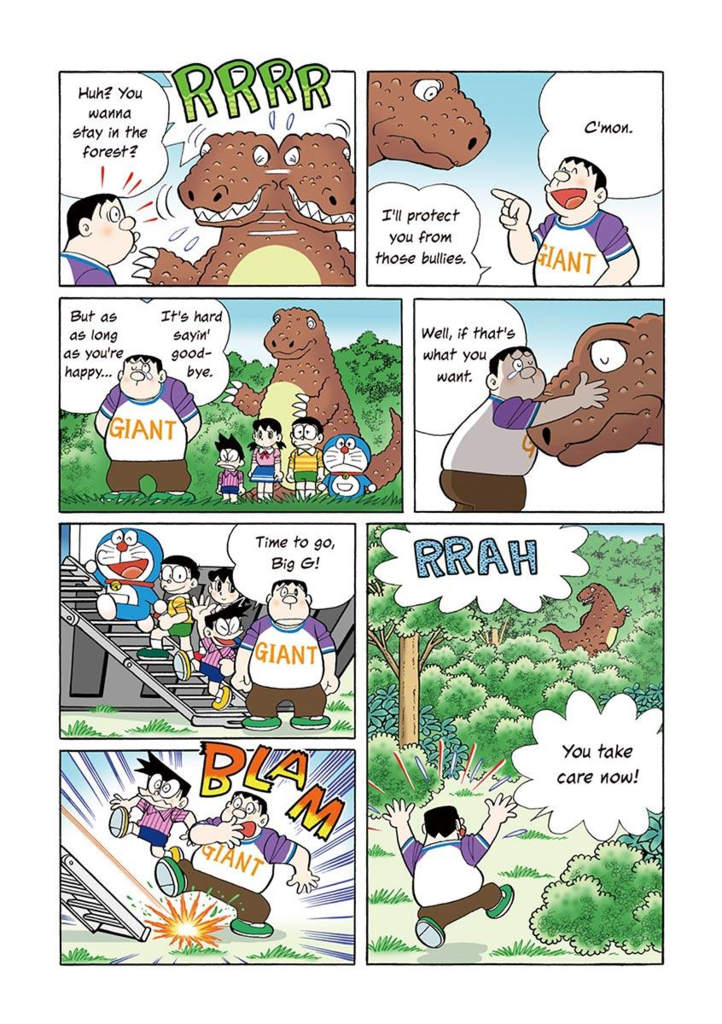 Huh? You
wanna
stay in the
forest?
RRRR
C'mon.
I'll protect
you from
those bullies.
GIANT
But as
as long
as you're
happy...
It's hard
sayin'
good-
bye.
GIANT
Well, if that's
what you
want.
G
Time to go,
Big G!
GIANT
RRAH
You take
care now!
BLAM
GIANT